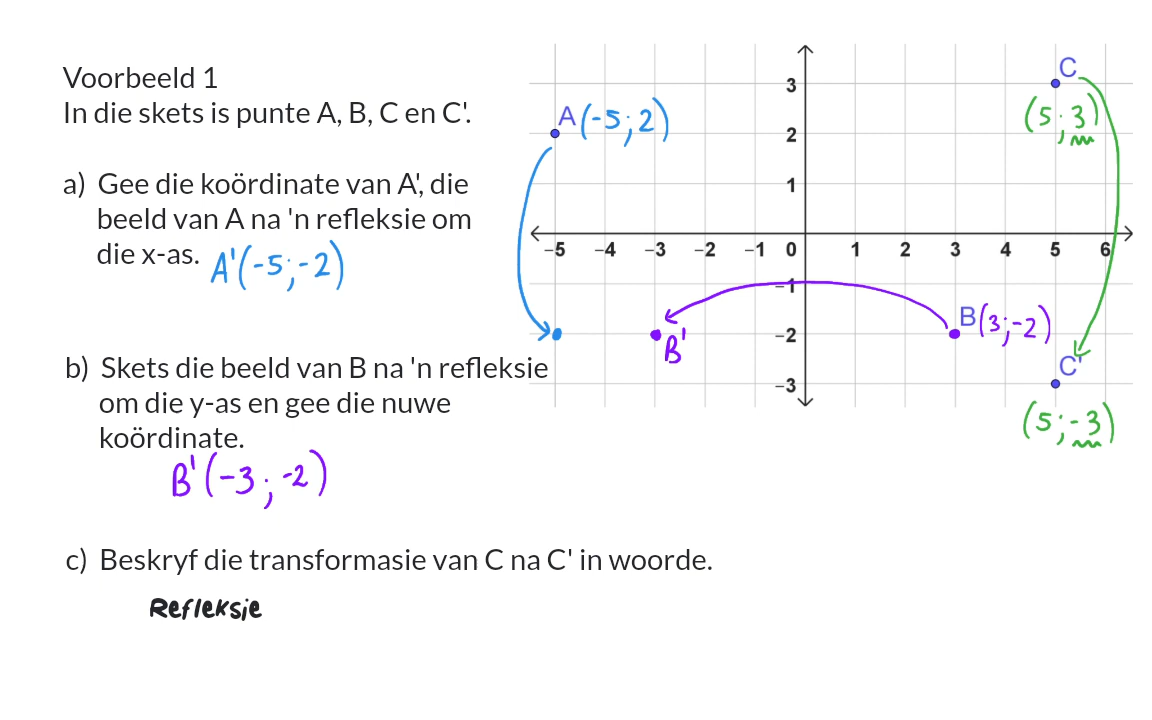 Voorbeeld 1
In die skets is punte A, B, C en C'.
a) Gee die koördinate van A', die
beeld van A na 'n refleksie om
die x-as. A'(-5;-2)
b) Skets die beeld van B na 'n refleksie
om die y-as en gee die nuwe
koördinate.
B'(-3;-2)
c) Beskryf die transformasie van C na C' in woorde.
Refleksie
C
3
A(-5;2)
(5;3)
2
1
−5 −4 −3 −2 −1 0 1 2 3 4 5 6
−1
B(3;-2)
−2
B'
C'
−3
(5;-3)